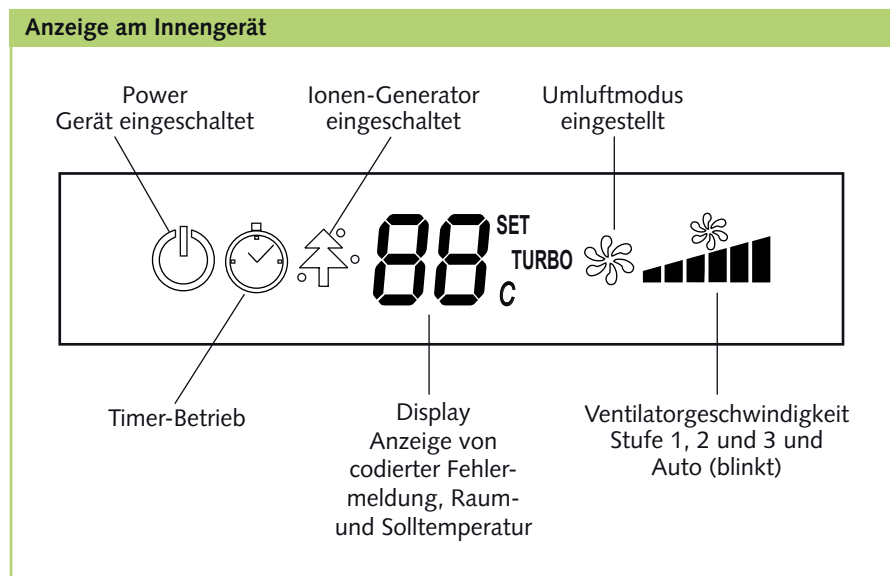 Anzeige am Innengerät
Power
Gerät eingeschaltet
Ionen-Generator
eingeschaltet
Umluftmodus
eingestellt
88
SET
TURBO
C
Timer-Betrieb
Display
Anzeige von
codierter Fehler-
meldung, Raum-
und Solltemperatur
Ventilatorgeschwindigkeit
Stufe 1, 2 und 3 und
Auto (blinkt)